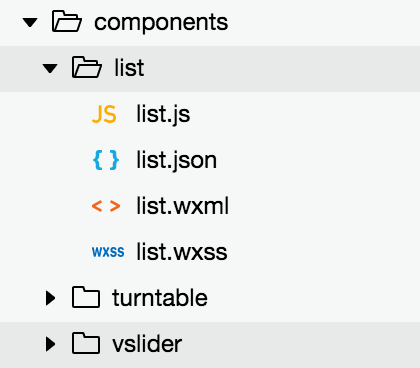 components
list
JS list.js
{ } list.json
< > list.wxml
wxss list.wxss
turntable
vslider